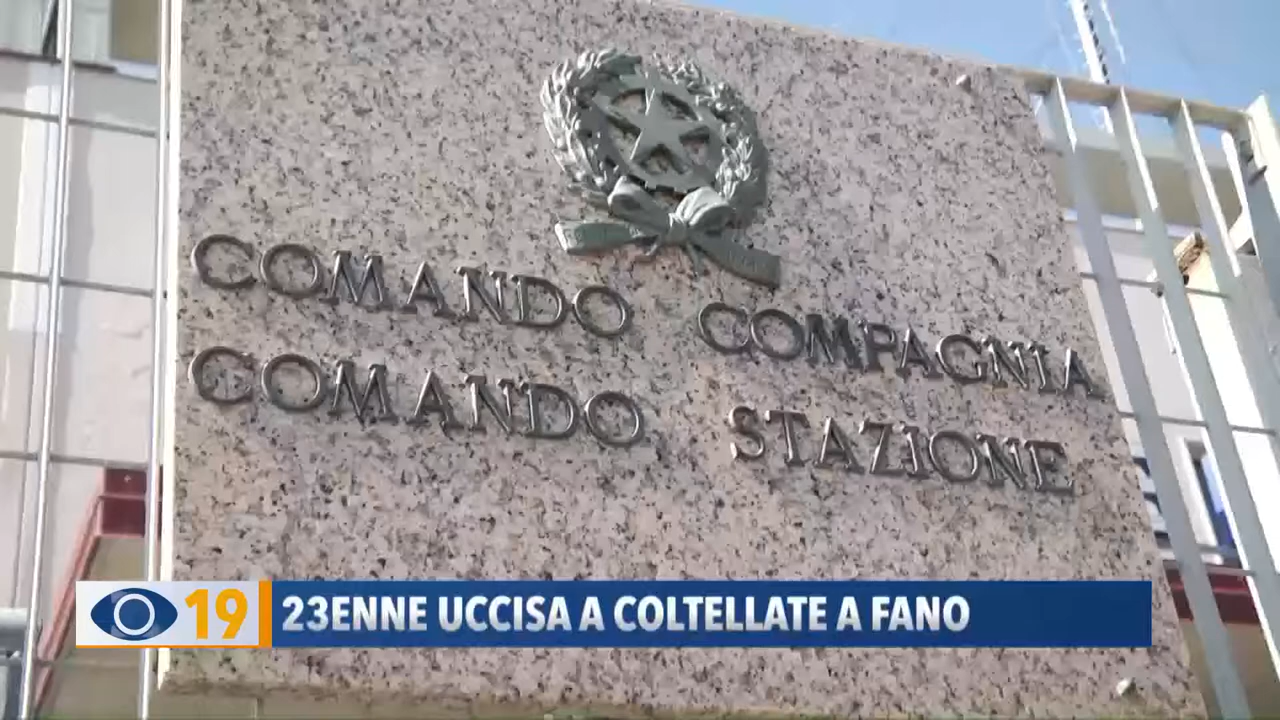 COMANDO COMPAGNIA
COMANDO STAZIONE
19 23ENNE UCCISA A COLTELLATE A FANO